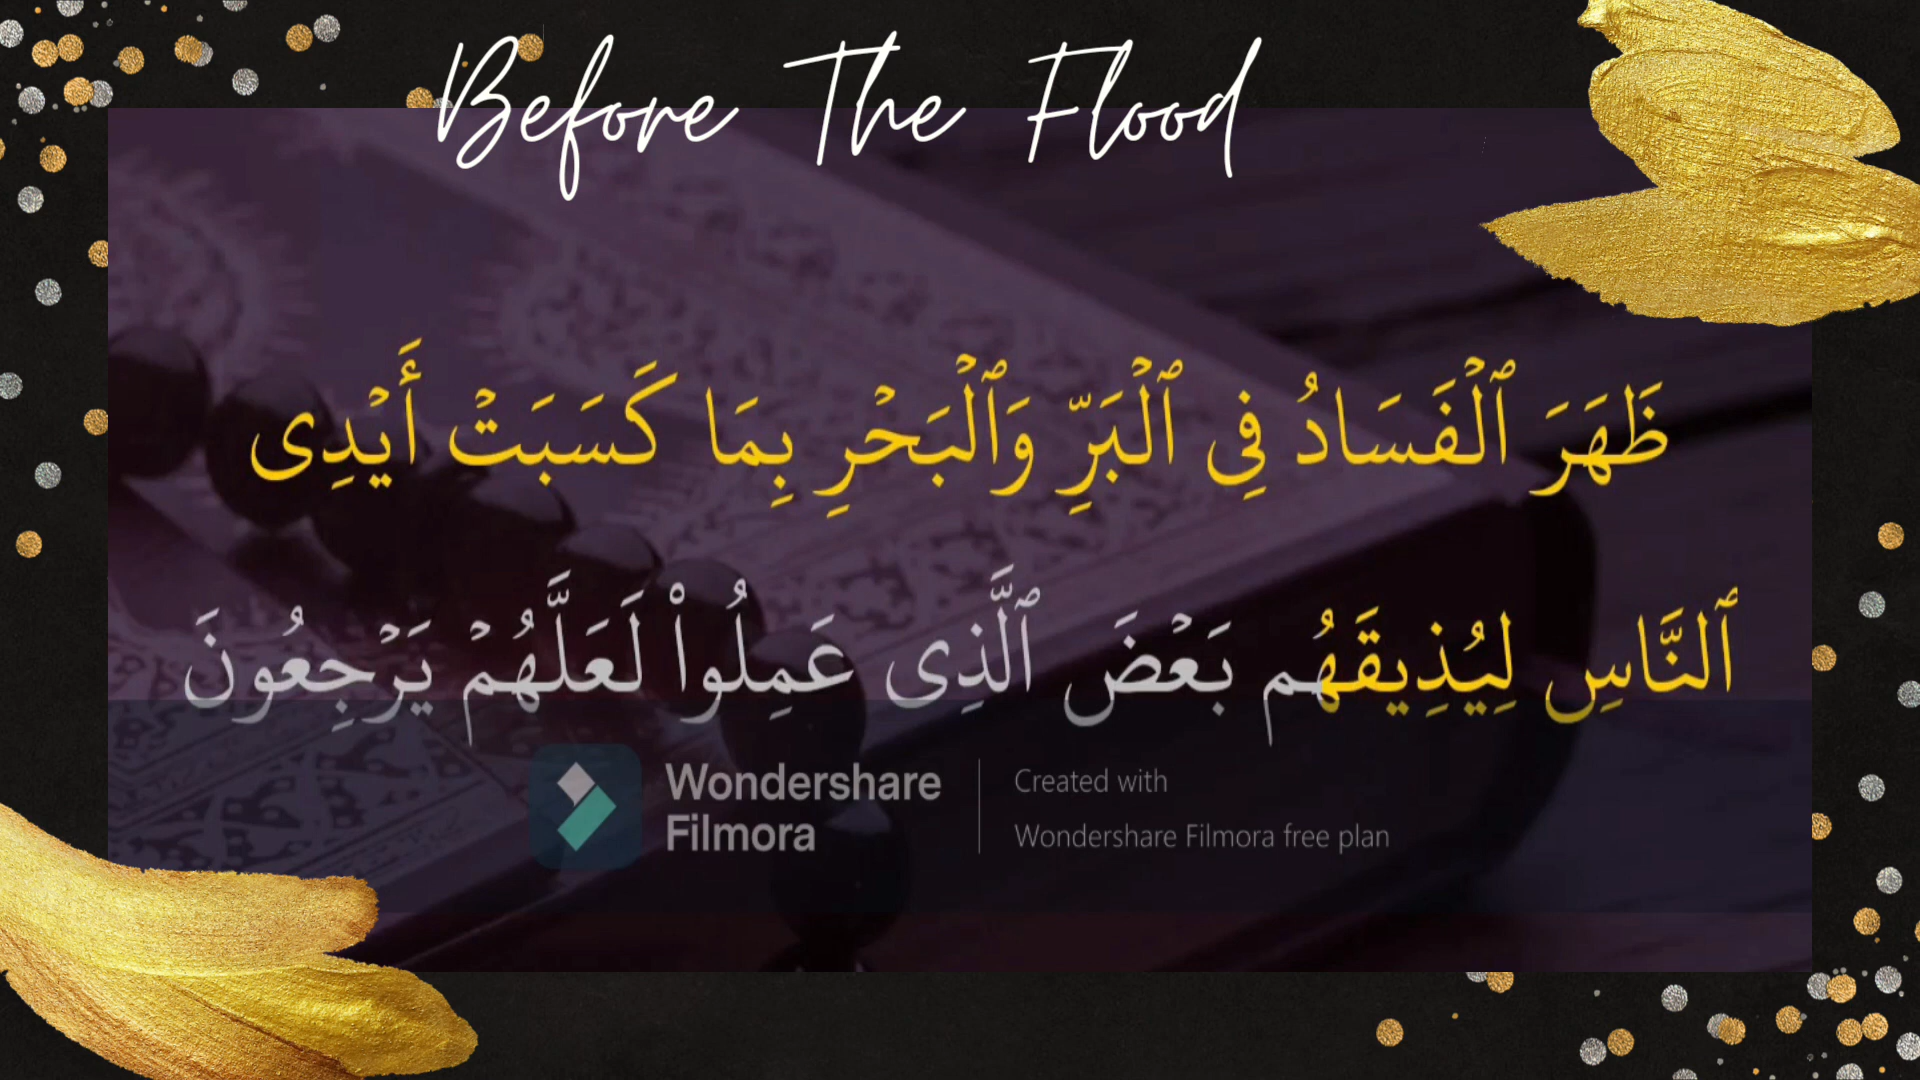 Before The Flood
ظَهَرَ ٱلْفَسَادُ فِى ٱلْبَرِّ وَٱلْبَحْرِ بِمَا كَسَبَتْ أَيْدِى
ٱلنَّاسِ لِيُذِيقَهُم بَعْضَ ٱلَّذِى عَمِلُوا۟ لَعَلَّهُمْ يَرْجِعُونَ
Wondershare
Filmora
Created with
Wondershare Filmora free plan